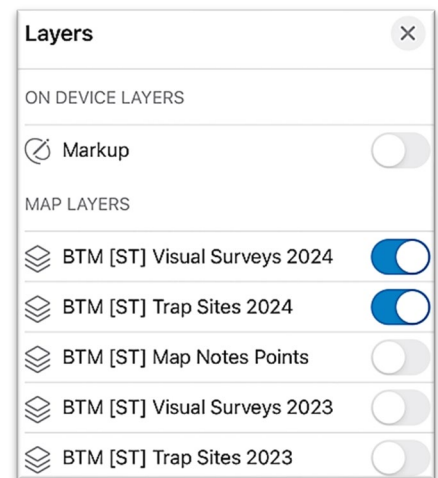 Layers
ON DEVICE LAYERS
Markup
MAP LAYERS
BTM [ST] Visual Surveys 2024
BTM [ST] Trap Sites 2024
BTM [ST] Map Notes Points
BTM [ST] Visual Surveys 2023
BTM [ST] Trap Sites 2023